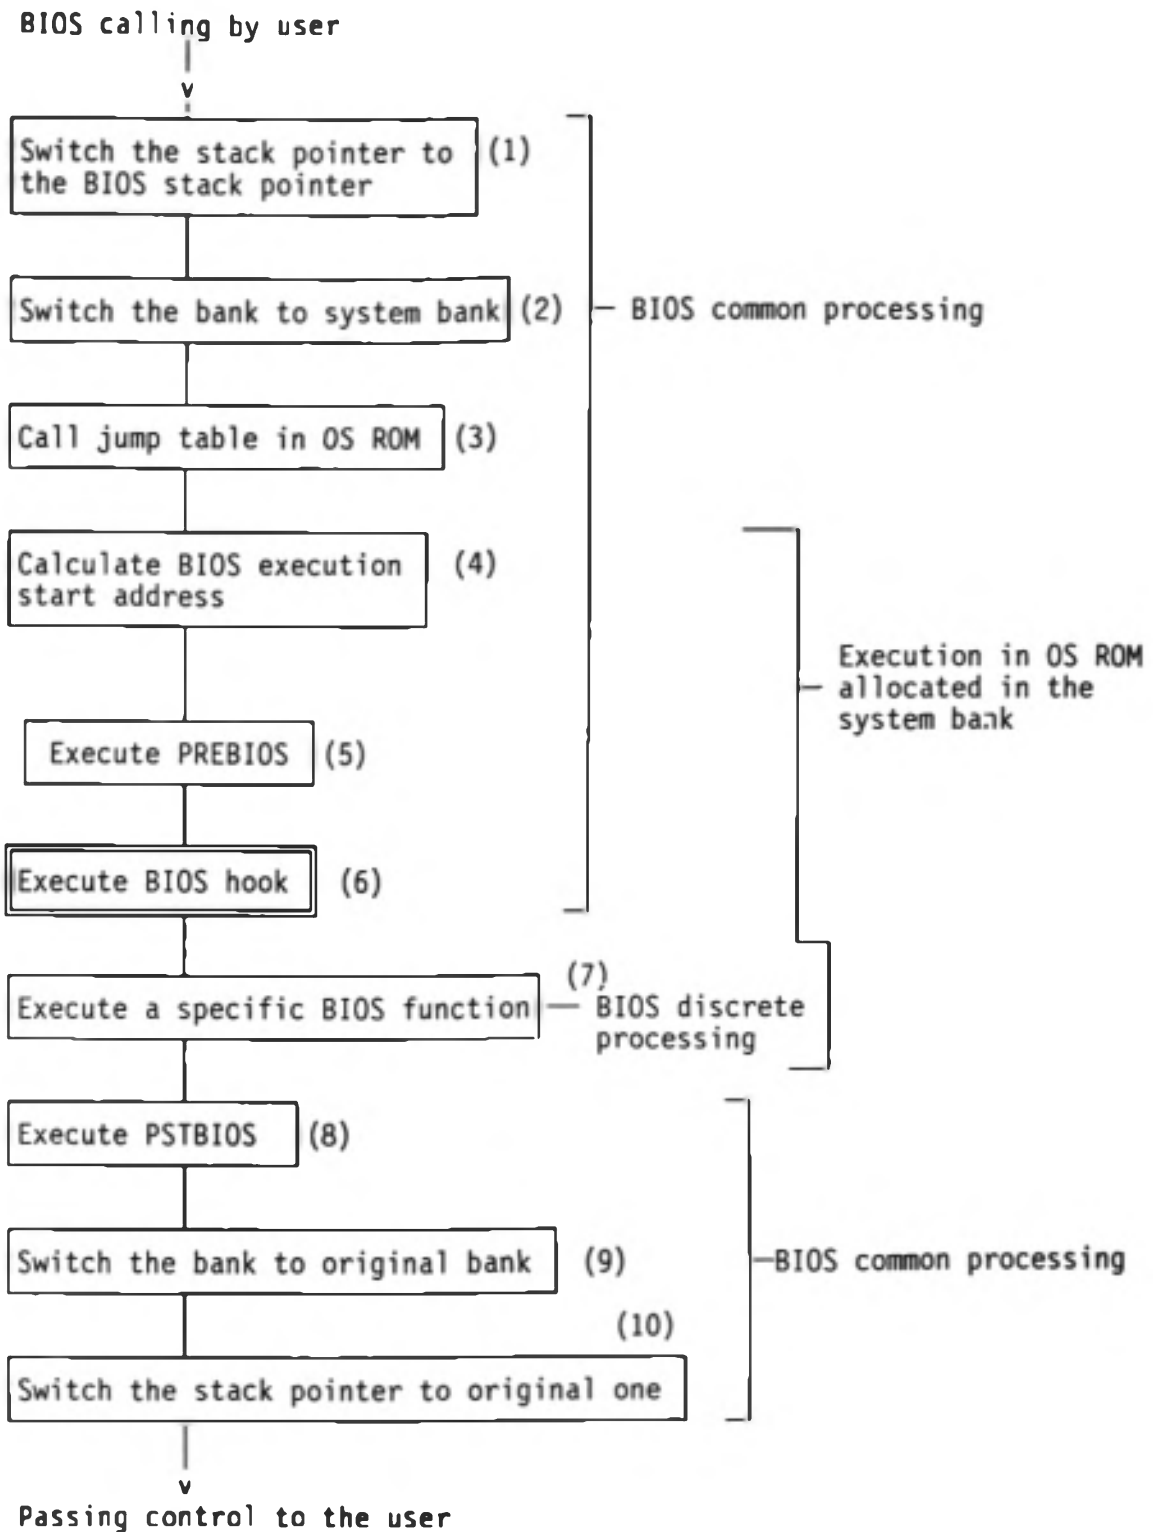 BIOS calling by user
v
Switch the stack pointer to
the BIOS stack pointer
(1)
Switch the bank to system bank
(2)
BIOS common processing
Call jump table in OS ROM
(3)
Calculate BIOS execution
start address
(4)
Execution in OS ROM
allocated in the
system bank
Execute PREBIOS
(5)
Execute BIOS hook
(6)
Execute a specific BIOS function
(7)
BIOS discrete
processing
Execute PSTBIOS
(8)
Switch the bank to original bank
(9)
BIOS common processing
(10)
Switch the stack pointer to original one
v
Passing control to the user